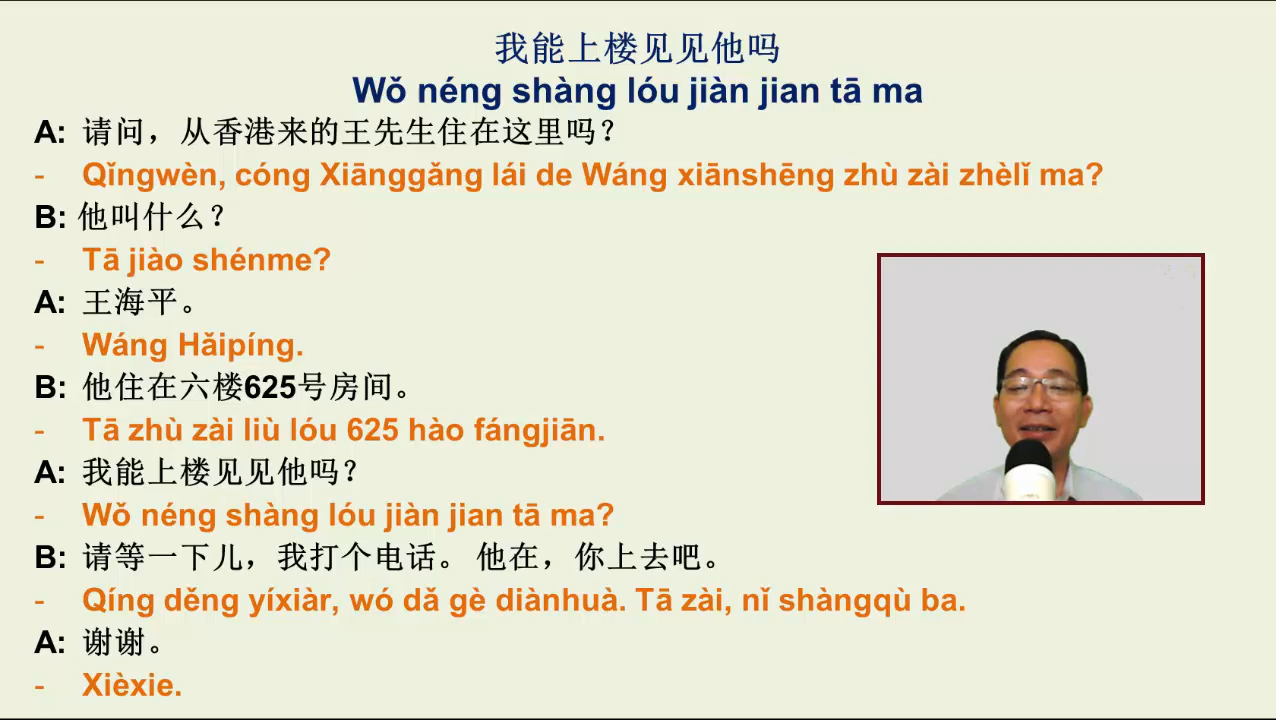 我能上楼见见他吗
Wǒ néng shàng lóu jiàn jian tā ma
A: 请问，从香港来的王先生住在这里吗？
- Qǐngwèn, cóng Xiānggǎng lái de Wáng xiānshēng zhù zài zhèlǐ ma?
B: 他叫什么？
- Tā jiào shénme?
A: 王海平。
- Wáng Hǎipíng.
B: 他住在六楼625号房间。
- Tā zhù zài liù lóu 625 hào fángjiān.
A: 我能上楼见见他吗？
- Wǒ néng shàng lóu jiàn jian tā ma?
B: 请等一下儿，我打个电话。 他在，你上去吧。
- Qíng děng yíxiàr, wó dǎ gè diànhuà. Tā zài, nǐ shàngqù ba.
A: 谢谢。
- Xièxie.